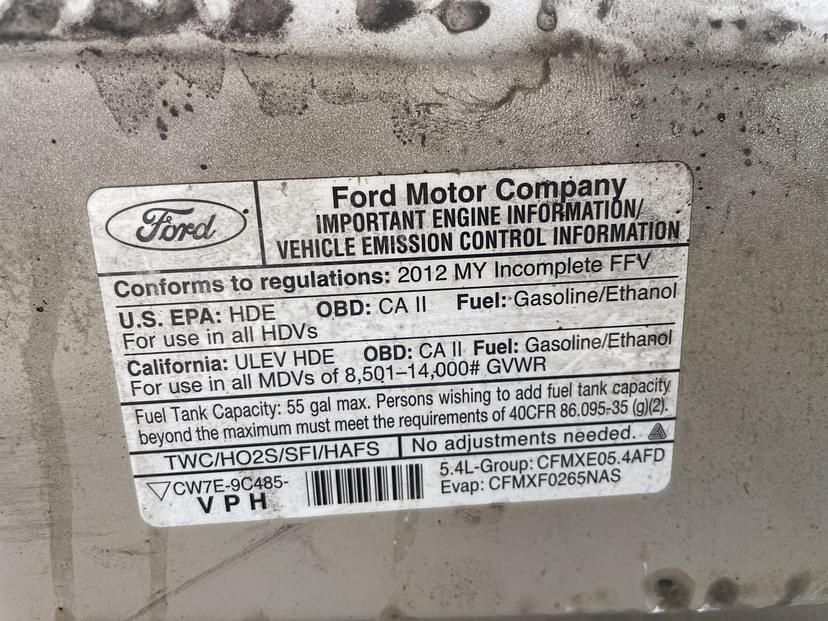 Ford
Ford Motor Company
IMPORTANT ENGINE INFORMATION/
VEHICLE EMISSION CONTROL INFORMATION
Conforms to regulations: 2012 MY Incomplete FFV
U.S. EPA: HDE OBD: CA II Fuel: Gasoline/Ethanol
For use in all HDVs
California: ULEV HDE OBD: CA II Fuel: Gasoline/Ethanol
For use in all MDVs of 8,501–14,000# GVWR
Fuel Tank Capacity: 55 gal max. Persons wishing to add fuel tank capacity
beyond the maximum must meet the requirements of 40CFR 86.095-35 (g)(2).
TWC/HO2S/SFI/HAFS
No adjustments needed.
CW7E-9C485-
VPH
5.4L-Group: CFMXE05.4AFD
Evap: CFMXF0265NAS